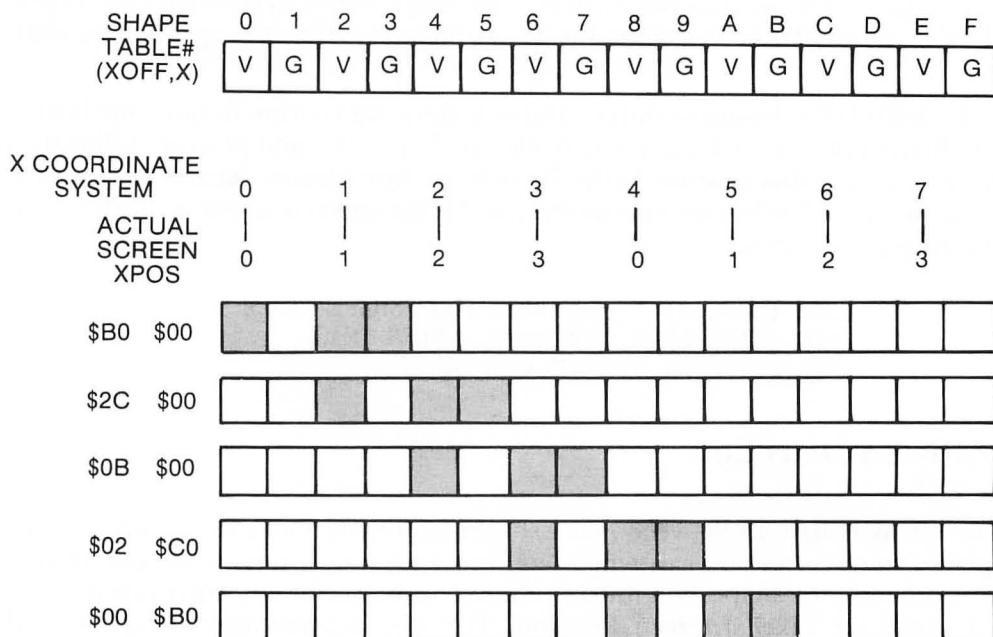 SHAPE 0 1 2 3 4 5 6 7 8 9 A B C D E F
TABLE#
(XOFF,X) V G V G V G V G V G V G V G V G
X COORDINATE
SYSTEM 0 1 2 3 4 5 6 7
ACTUAL
SCREEN
XPOS 0 1 2 3 0 1 2 3
$B0 $00
$2C $00
$0B $00
$02 $C0
$00 $B0